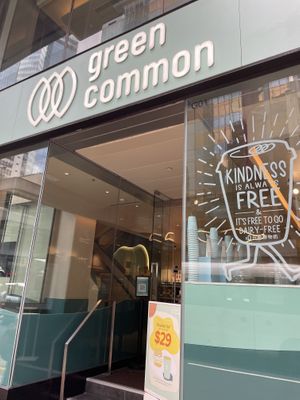 green
common
KINDNESS
IS ALWAYS
FREE
&
IT'S FREE TO GO
DAIRY-FREE
$29